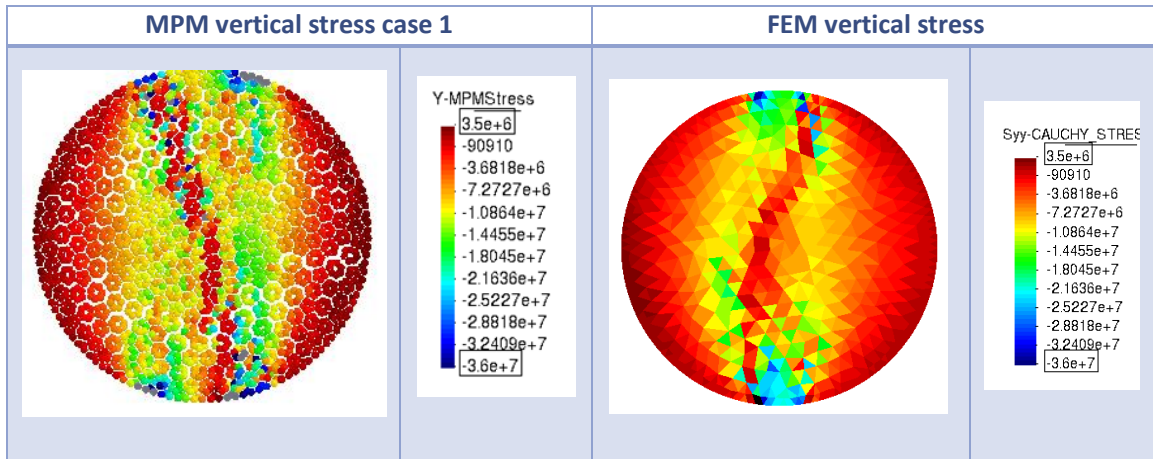 MPM vertical stress case 1
FEM vertical stress
Y-MPMStress
3.5e+6
-90910
-3.6818e+6
-7.2727e+6
-1.0864e+7
-1.4455e+7
-1.8045e+7
-2.1636e+7
-2.5227e+7
-2.8818e+7
-3.2409e+7
-3.6e+7
Syy-CAUCHY_STRES
3.5e+6
-90910
-3.6818e+6
-7.2727e+6
-1.0864e+7
-1.4455e+7
-1.8045e+7
-2.1636e+7
-2.5227e+7
-2.8818e+7
-3.2409e+7
-3.6e+7